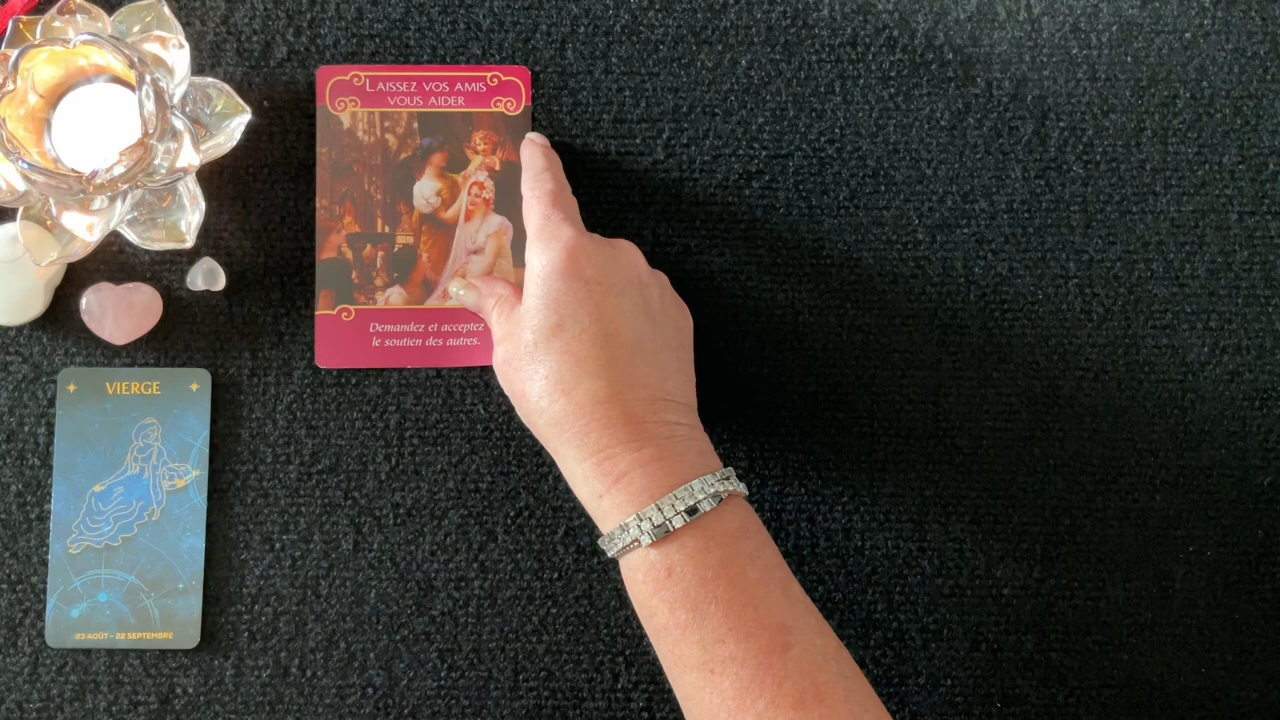 LAISSEZ VOS AMIS
VOUS AIDER
Demandez et acceptez
le soutien des autres.
VIERGE
23 AOÛT - 22 SEPTEMBRE